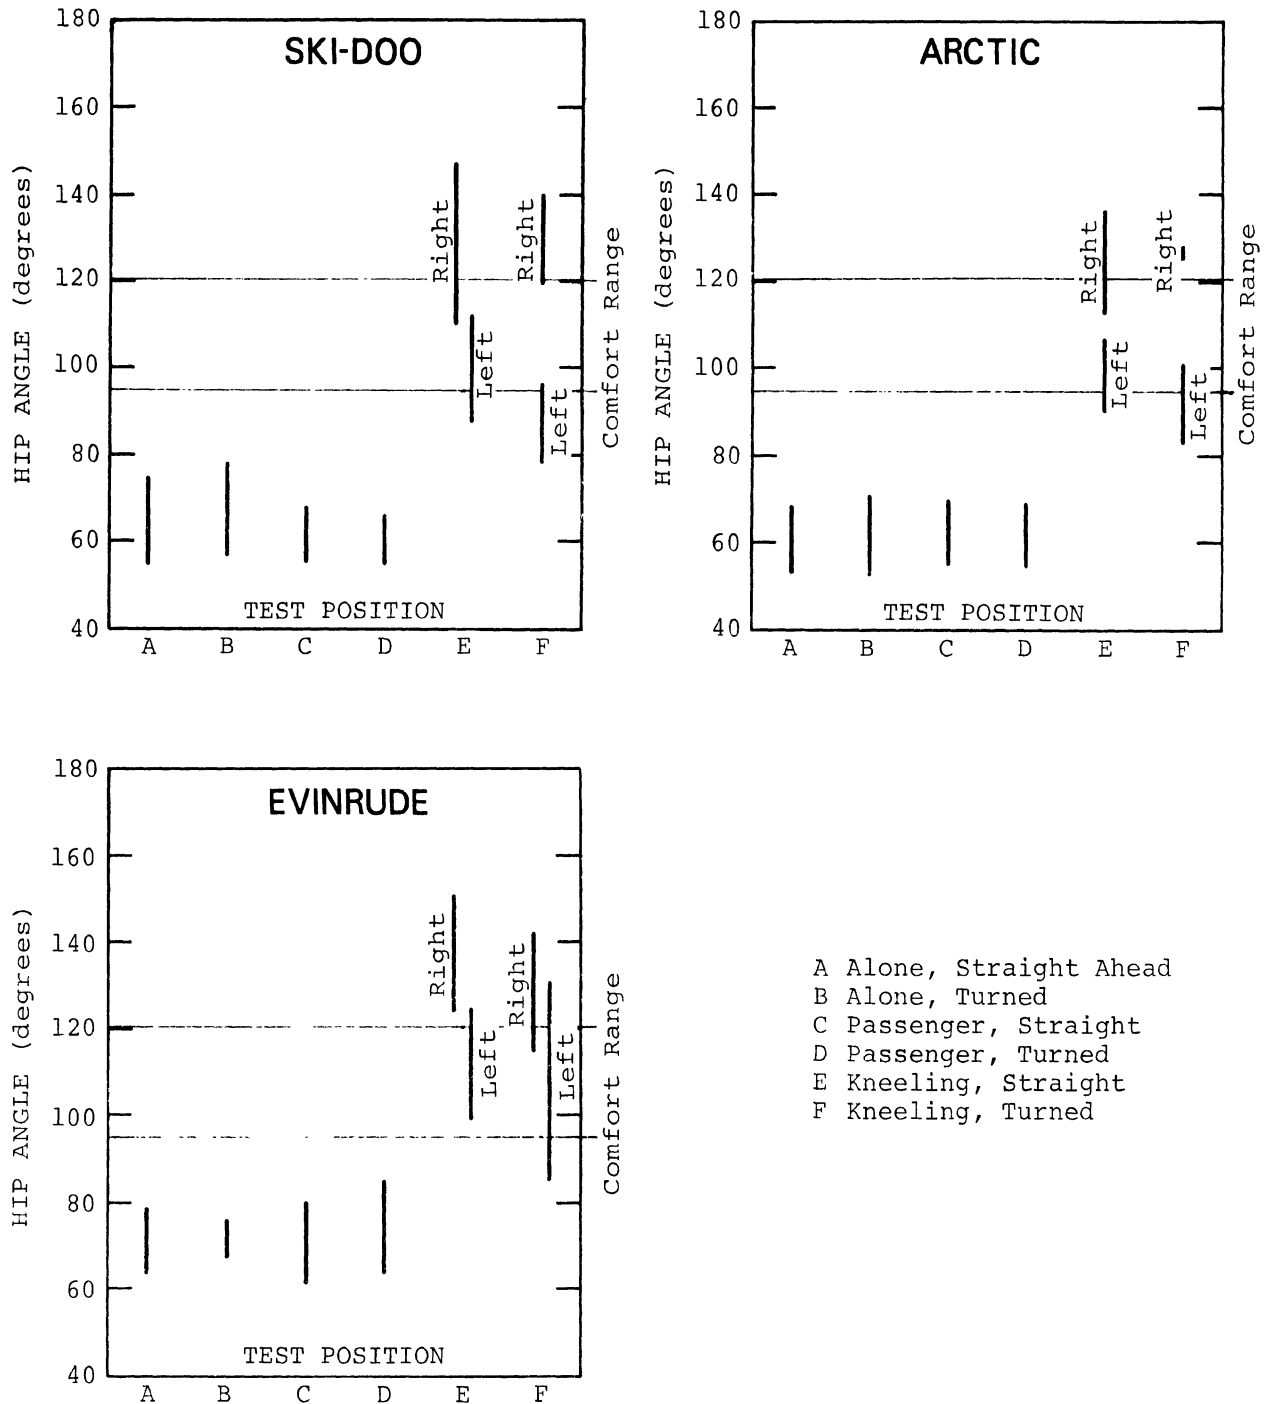 SKI-DOO
180
160
140
120
100
80
60
40
HIP ANGLE (degrees)
Right
Left
Right
Left
Comfort Range
TEST POSITION
A B C D E F
ARCTIC
180
160
140
120
100
80
60
40
HIP ANGLE (degrees)
Right
Left
Right
Left
Comfort Range
TEST POSITION
A B C D E F
EVINRUDE
180
160
140
120
100
80
60
40
HIP ANGLE (degrees)
Right
Left
Right
Left
Comfort Range
TEST POSITION
A B C D E F
A Alone, Straight Ahead
B Alone, Turned
C Passenger, Straight
D Passenger, Turned
E Kneeling, Straight
F Kneeling, Turned